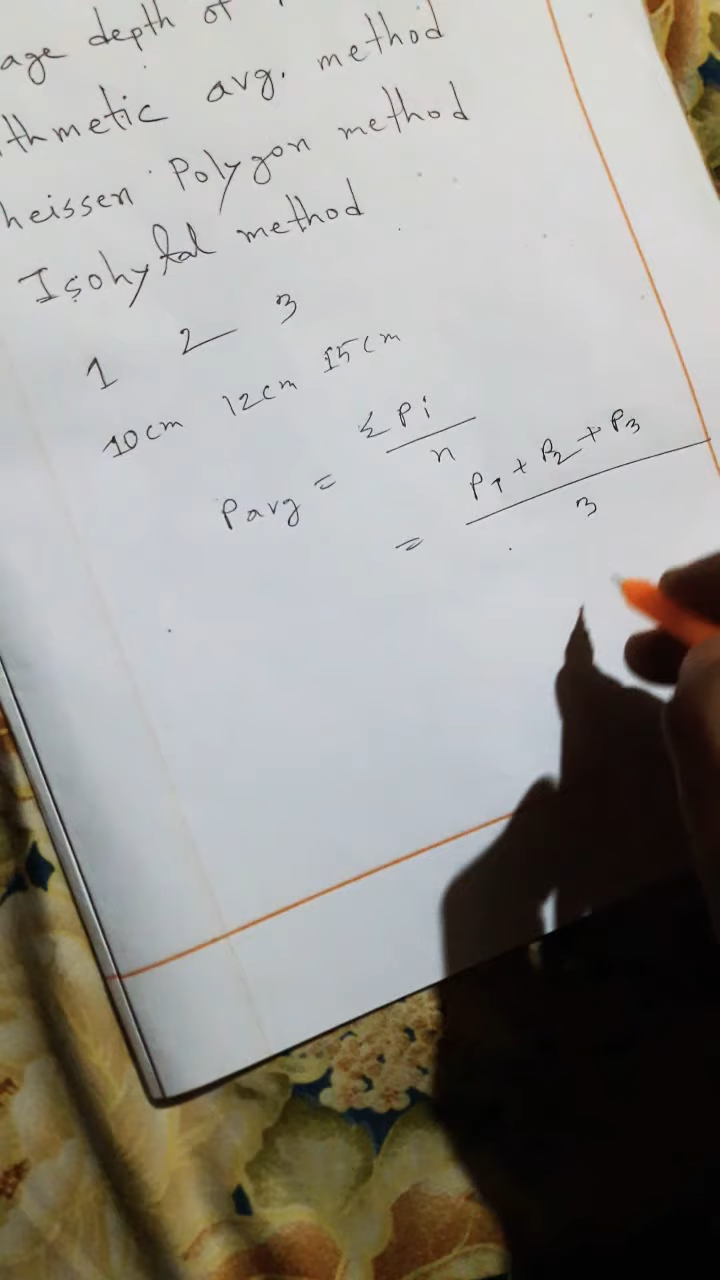 age depth of
thmetic avg. method
heissen Polygon method
Isohytal method
1 2 3
10cm 12cm 15cm
Pavg = ΣPi / n
= P1 + P2 + P3 / 3